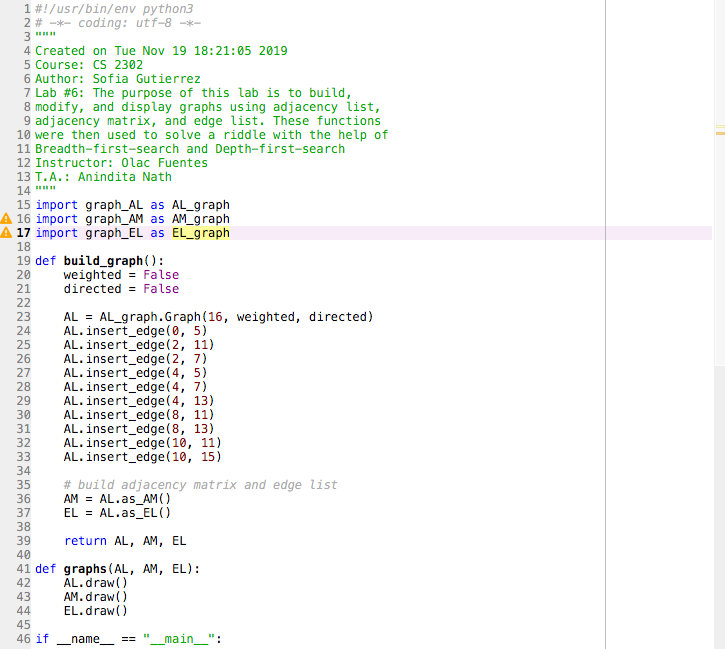 1 #!/usr/bin/env python3
2 # -*- coding: utf-8 -*-
3 """
4 Created on Tue Nov 19 18:21:05 2019
5 Course: CS 2302
6 Author: Sofia Gutierrez
7 Lab #6: The purpose of this lab is to build,
8 modify, and display graphs using adjacency list,
9 adjacency matrix, and edge list. These functions
10 were then used to solve a riddle with the help of
11 Breadth-first-search and Depth-first-search
12 Instructor: Olac Fuentes
13 T.A.: Anindita Nath
14 """
15 import graph_AL as AL_graph
16 import graph_AM as AM_graph
17 import graph_EL as EL_graph
18
19 def build_graph():
20     weighted = False
21     directed = False
22
23     AL = AL_graph.Graph(16, weighted, directed)
24     AL.insert_edge(0, 5)
25     AL.insert_edge(2, 11)
26     AL.insert_edge(2, 7)
27     AL.insert_edge(4, 5)
28     AL.insert_edge(4, 7)
29     AL.insert_edge(4, 13)
30     AL.insert_edge(8, 11)
31     AL.insert_edge(8, 13)
32     AL.insert_edge(10, 11)
33     AL.insert_edge(10, 15)
34
35     # build adjacency matrix and edge list
36     AM = AL.as_AM()
37     EL = AL.as_EL()
38
39     return AL, AM, EL
40
41 def graphs(AL, AM, EL):
42     AL.draw()
43     AM.draw()
44     EL.draw()
45
46 if __name__ == "__main__":